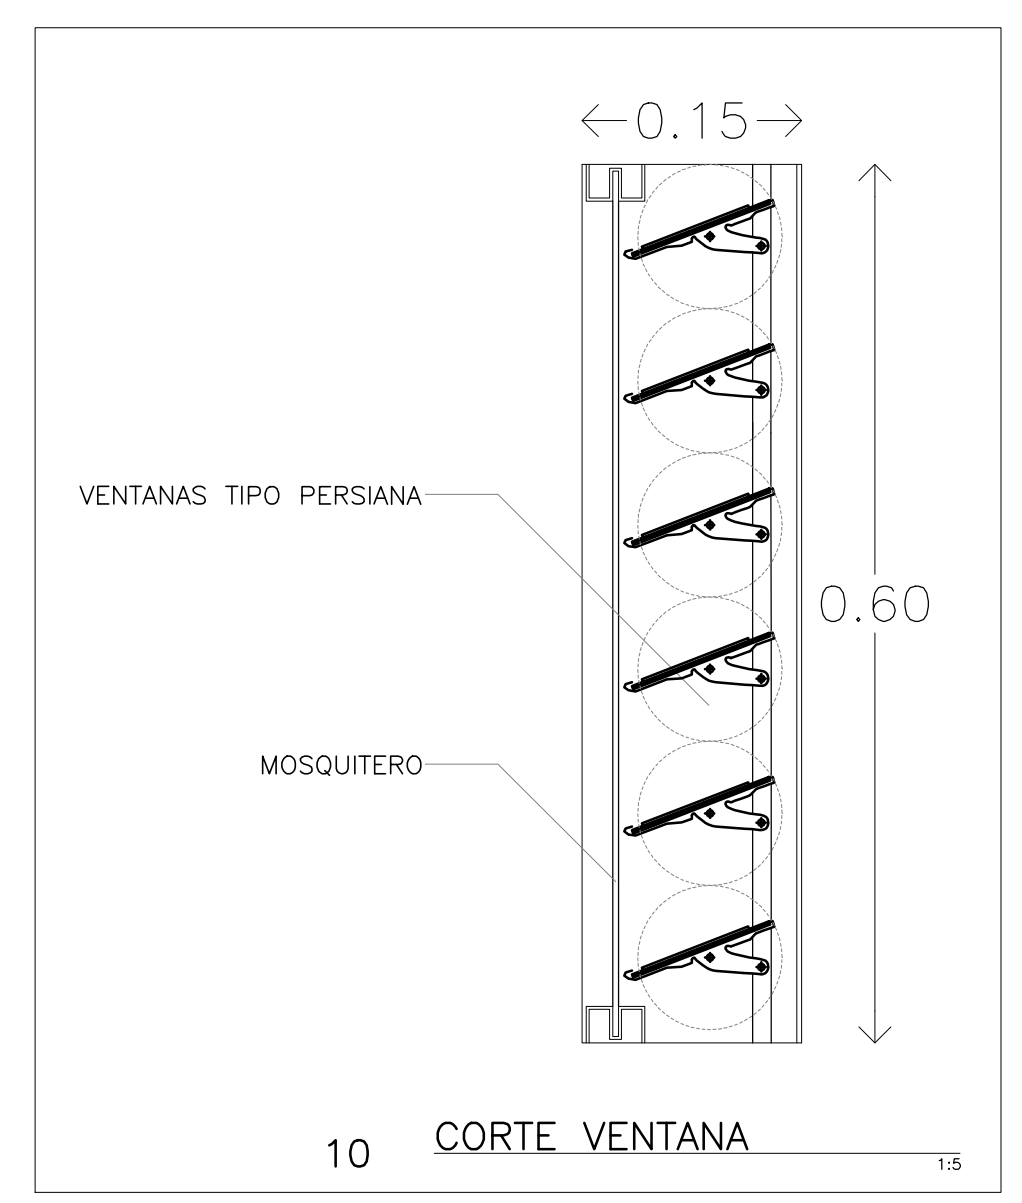 0.15
VENTANAS TIPO PERSIANA
0.60
MOSQUITERO
10 CORTE VENTANA
1:5